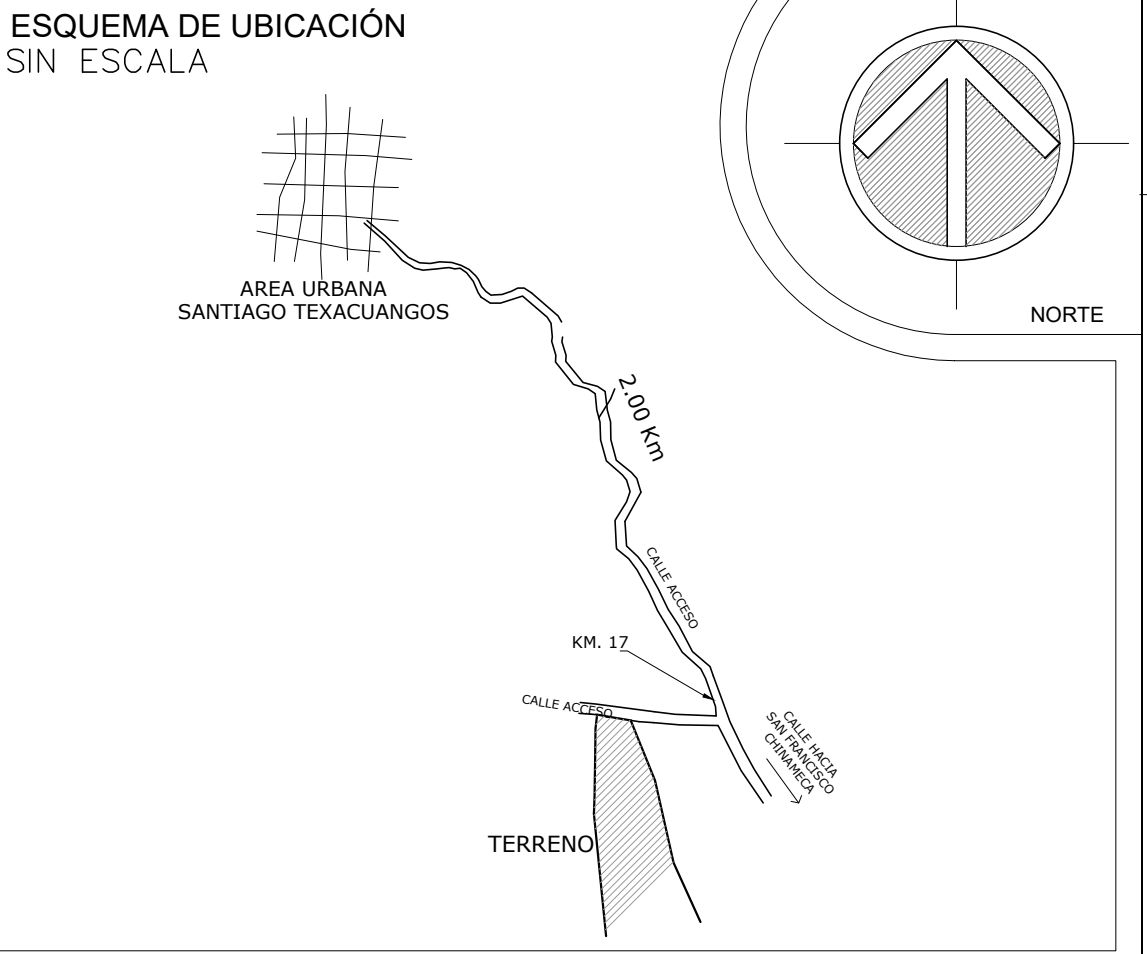 ESQUEMA DE UBICACIÓN
SIN ESCALA
NORTE
AREA URBANA
SANTIAGO TEXACUANGOS
2.00 Km
CALLE ACCESO
KM. 17
CALLE ACCESO
CALLE HACIA
SAN FRANCISCO
CHINAMECA
TERRENO